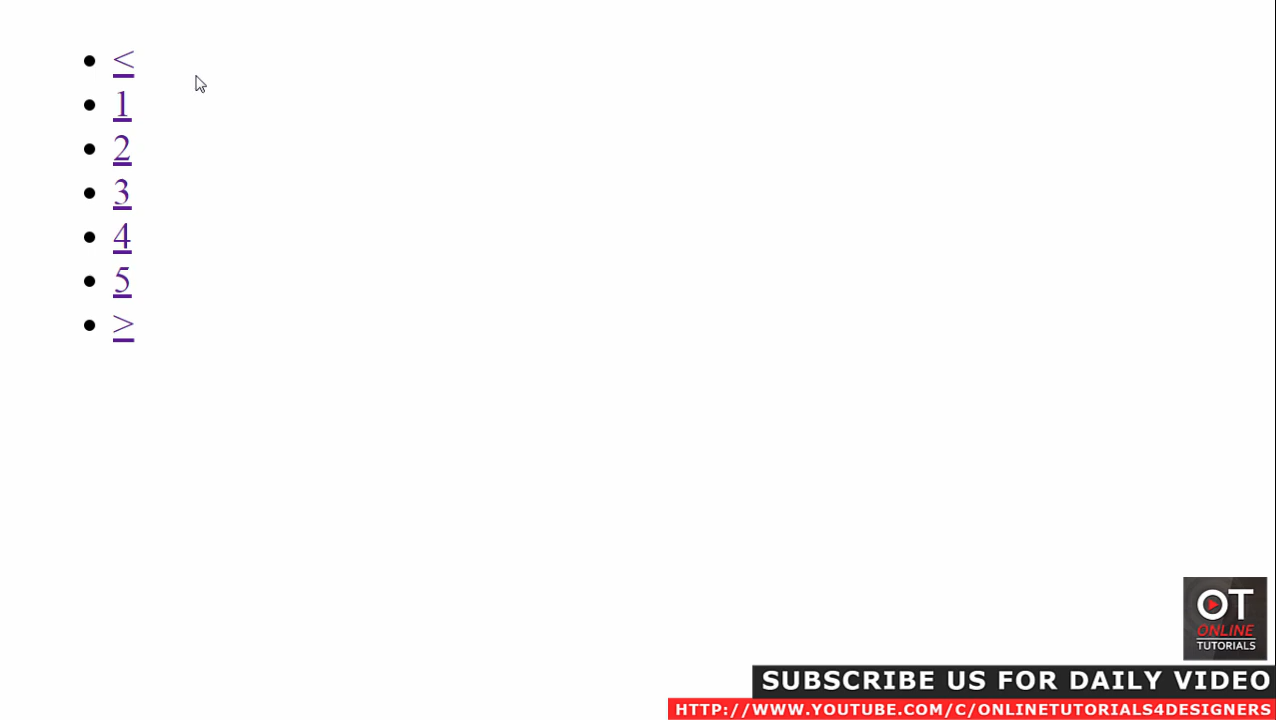 <
1
2
3
4
5
>
OT
ONLINE
TUTORIALS
SUBSCRIBE US FOR DAILY VIDEO
HTTP://WWW.YOUTUBE.COM/C/ONLINETUTORIALS4DESIGNERS